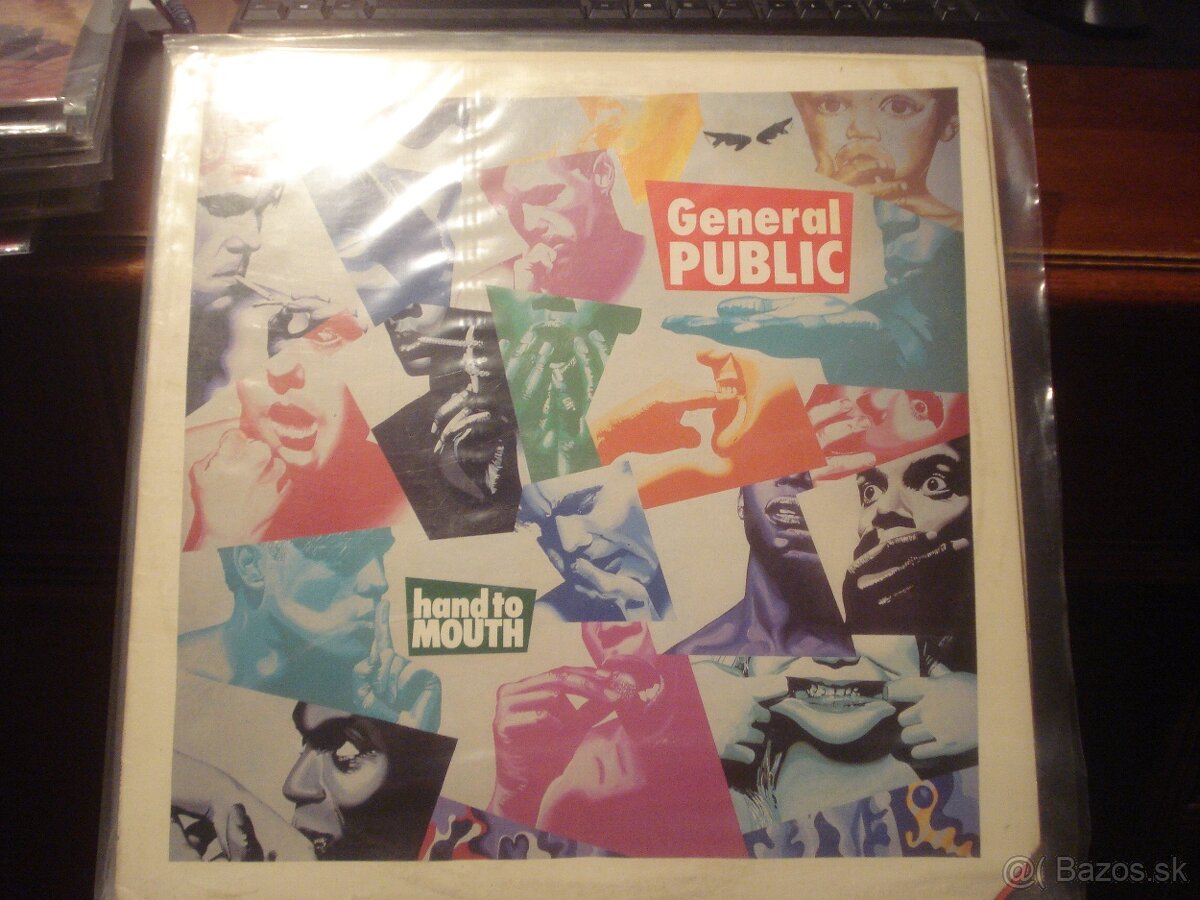 General
PUBLIC
hand to
MOUTH
@( Bazos.sk